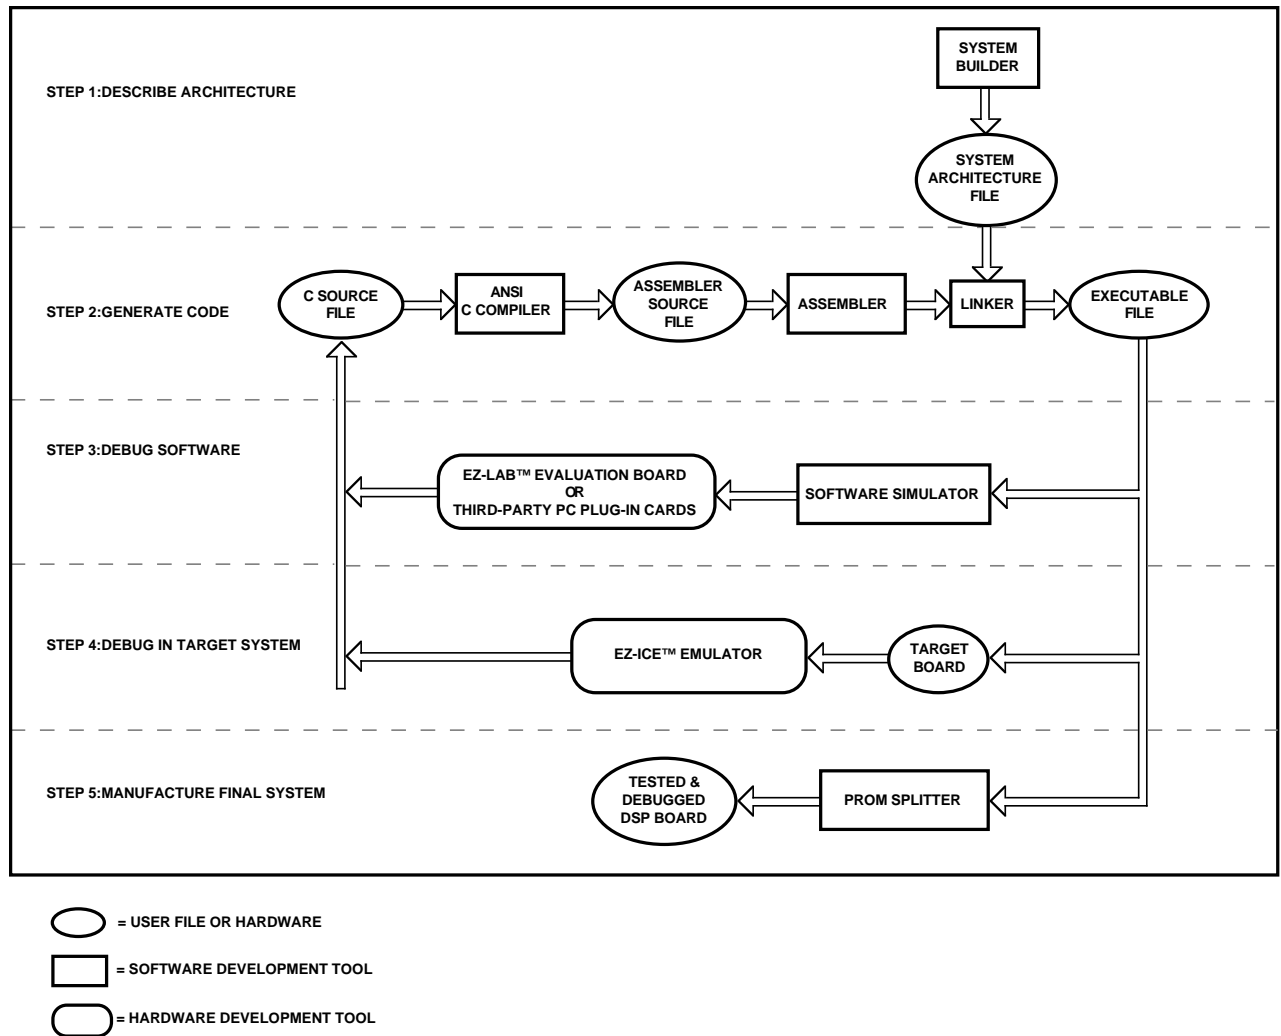 SYSTEM
BUILDER
STEP 1:DESCRIBE ARCHITECTURE
SYSTEM
ARCHITECTURE
FILE
STEP 2:GENERATE CODE
C SOURCE
FILE
ANSI
C COMPILER
ASSEMBLER
SOURCE
FILE
ASSEMBLER
LINKER
EXECUTABLE
FILE
STEP 3:DEBUG SOFTWARE
EZ-LAB™ EVALUATION BOARD
OR
THIRD-PARTY PC PLUG-IN CARDS
SOFTWARE SIMULATOR
STEP 4:DEBUG IN TARGET SYSTEM
EZ-ICE™ EMULATOR
TARGET
BOARD
STEP 5:MANUFACTURE FINAL SYSTEM
TESTED &
DEBUGGED
DSP BOARD
PROM SPLITTER
= USER FILE OR HARDWARE
= SOFTWARE DEVELOPMENT TOOL
= HARDWARE DEVELOPMENT TOOL